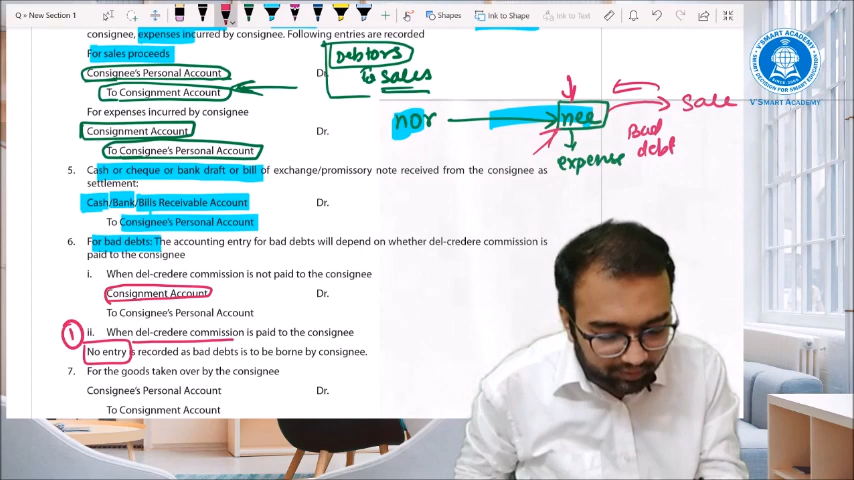 Q » New Section 1
Shapes
Ink to Shape
Ink to Text
consignee, expenses incurred by consignee. Following entries are recorded
For sales proceeds
Consignee's Personal Account Dr.
To Consignment Account
For expenses incurred by consignee
Consignment Account Dr.
To Consignee's Personal Account
5. Cash or cheque or bank draft or bill of exchange/promissory note received from the consignee as
settlement:
Cash/Bank/Bills Receivable Account Dr.
To Consignee's Personal Account
6. For bad debts: The accounting entry for bad debts will depend on whether del-credere commission is
paid to the consignee
i. When del-credere commission is not paid to the consignee
Consignment Account Dr.
To Consignee's Personal Account
1 ii. When del-credere commission is paid to the consignee
No entry is recorded as bad debts is to be borne by consignee.
7. For the goods taken over by the consignee
Consignee's Personal Account Dr.
To Consignment Account
Debtors
to sales
nor
nee
expense
sale
Bad
debt
V'SMART ACADEMY
SMART DECISION FOR SMART EDUCATION
V'SMART ACADEMY